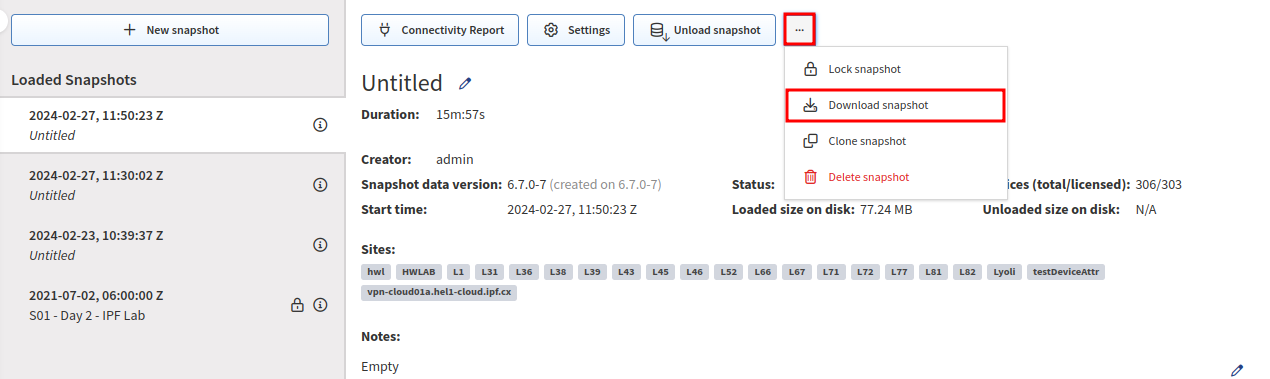 New snapshot
Loaded Snapshots
2024-02-27, 11:50:23 Z
Untitled
2024-02-27, 11:30:02 Z
Untitled
2024-02-23, 10:39:37 Z
Untitled
2021-07-02, 06:00:00 Z
S01 - Day 2 - IPF Lab
Connectivity Report Settings Unload snapshot ...
Lock snapshot
Download snapshot
Clone snapshot
Delete snapshot
Untitled
Duration: 15m:57s
Creator: admin
Snapshot data version: 6.7.0-7 (created on 6.7.0-7) Status: (total/licensed): 306/303
Start time: 2024-02-27, 11:50:23 Z Loaded size on disk: 77.24 MB Unloaded size on disk: N/A
Sites:
hwl HWLAB L1 L31 L36 L38 L39 L43 L45 L46 L52 L66 L67 L71 L72 L77 L81 L82 Lyoli testDeviceAttr
vpn-cloud01a.hel1-cloud.ipf.cx
Notes:
Empty